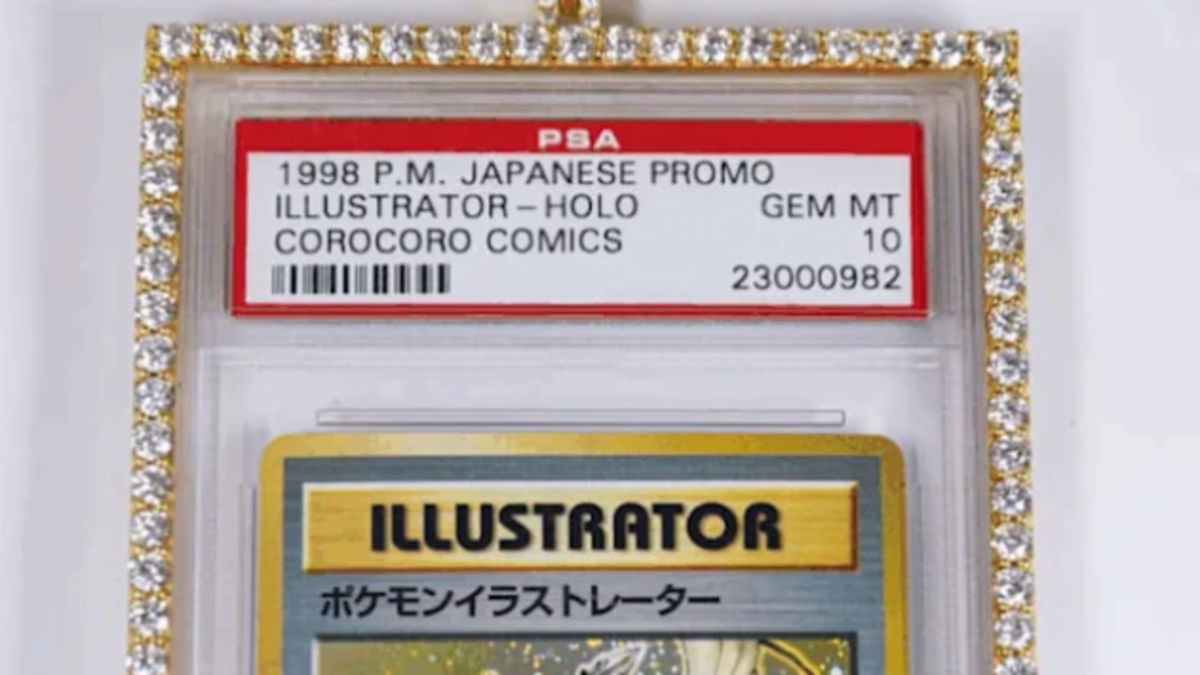 PSA
1998 P.M. JAPANESE PROMO
ILLUSTRATOR – HOLO GEM MT
COROCORO COMICS 10
23000982
ILLUSTRATOR
ポケモンイラストレーター